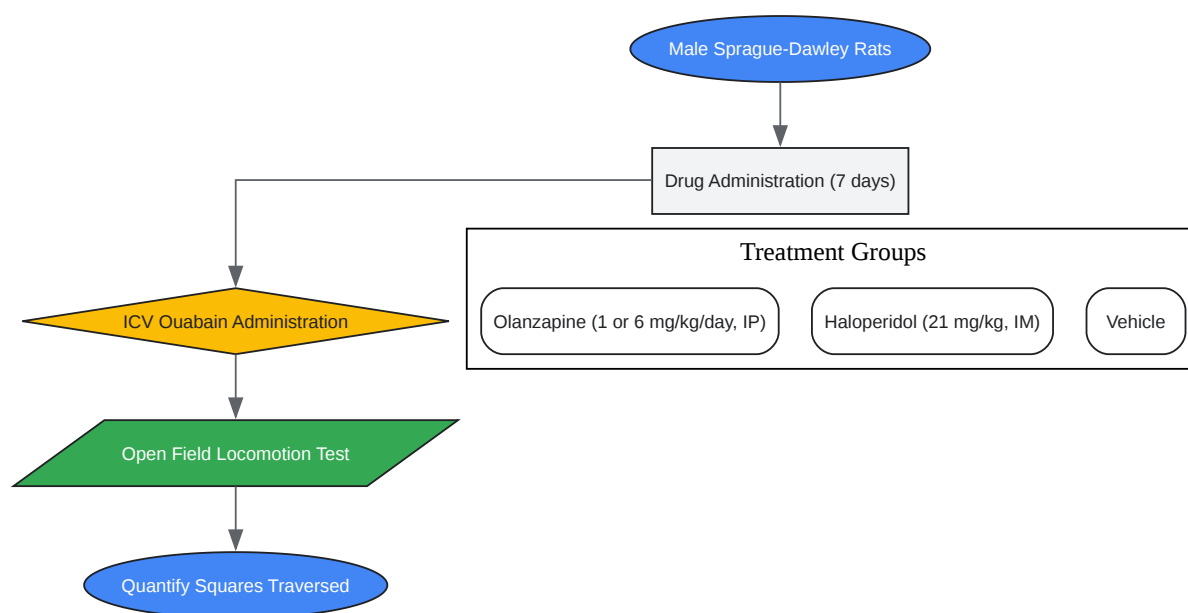 Male Sprague-Dawley Rats
Drug Administration (7 days)
Treatment Groups
ICV Ouabain Administration
Olanzapine (1 or 6 mg/kg/day, IP)
Haloperidol (21 mg/kg, IM)
Vehicle
Open Field Locomotion Test
Quantify Squares Traversed